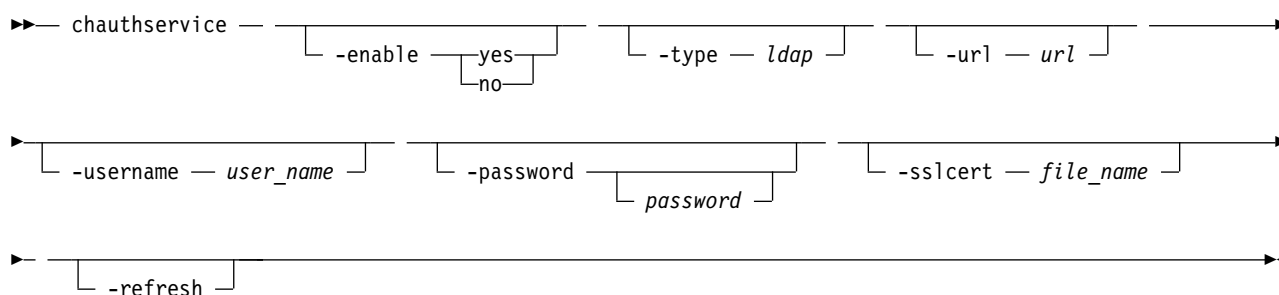 chauthservice
-enable yes -type ldap -url url
no
-username user_name -password -sslcert file_name
password
-refresh